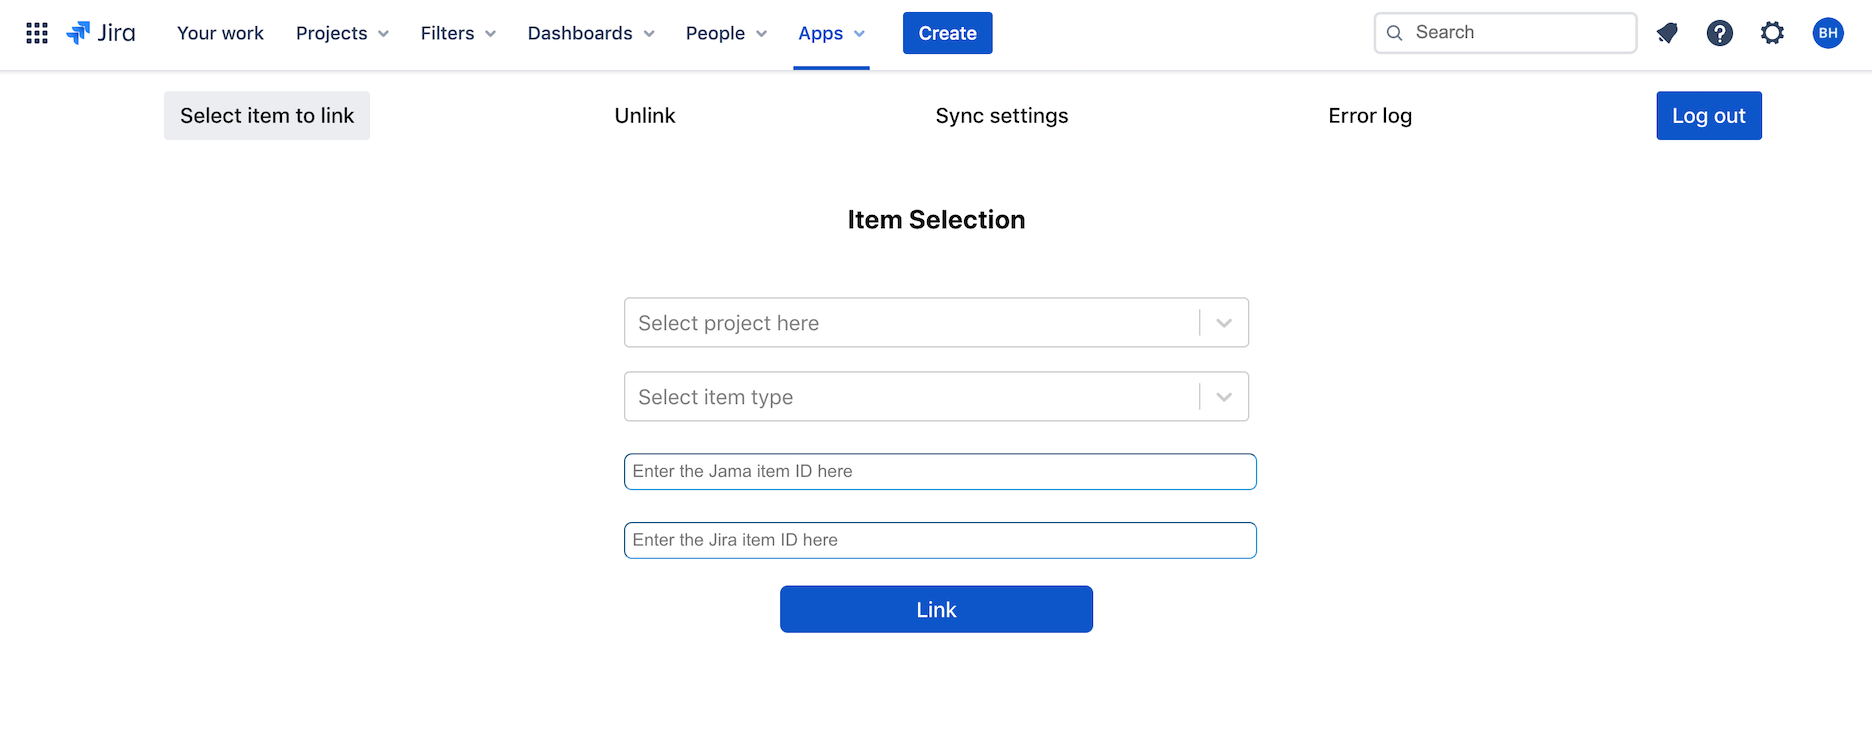 Jira Your work Projects Filters Dashboards People Apps Create Search BH
Select item to link Unlink Sync settings Error log Log out
Item Selection
Select project here
Select item type
Enter the Jama item ID here
Enter the Jira item ID here
Link